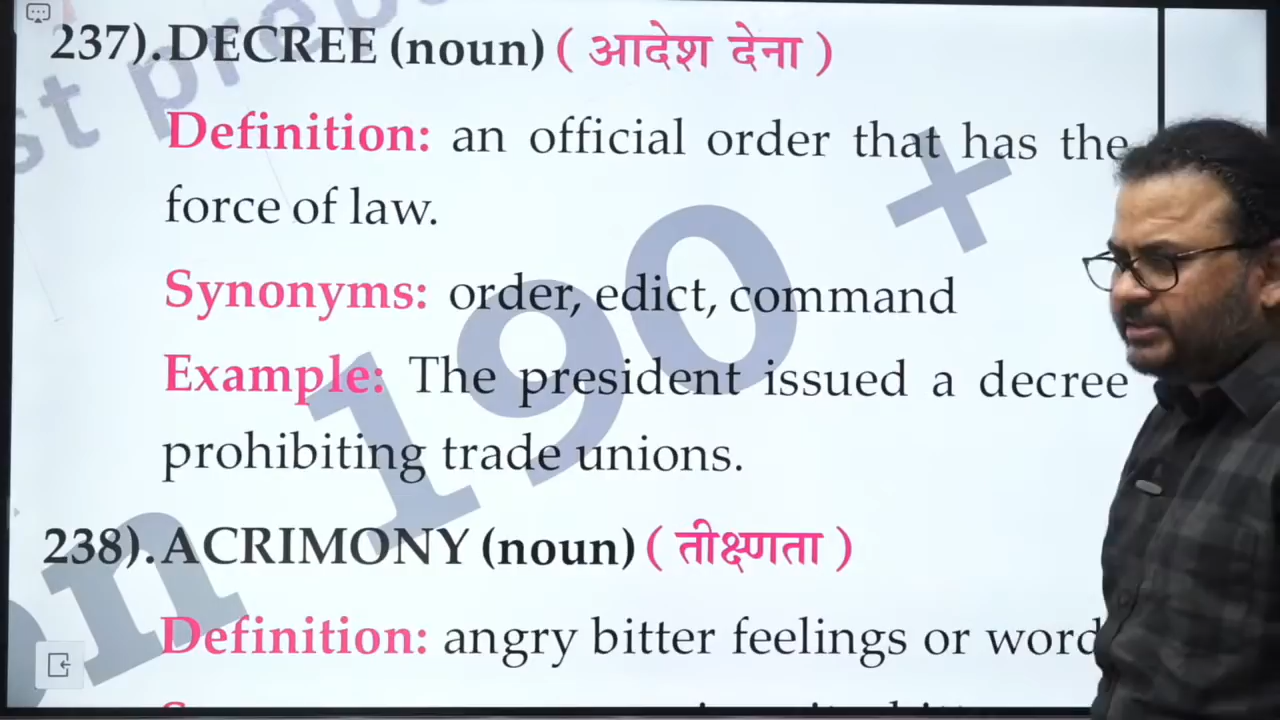 237).DECREE (noun) ( आदेश देना )
Definition: an official order that has the
force of law.
Synonyms: order, edict, command
Example: The president issued a decree
prohibiting trade unions.
238).ACRIMONY (noun) ( तीक्ष्णता )
Definition: angry bitter feelings or word
190 +